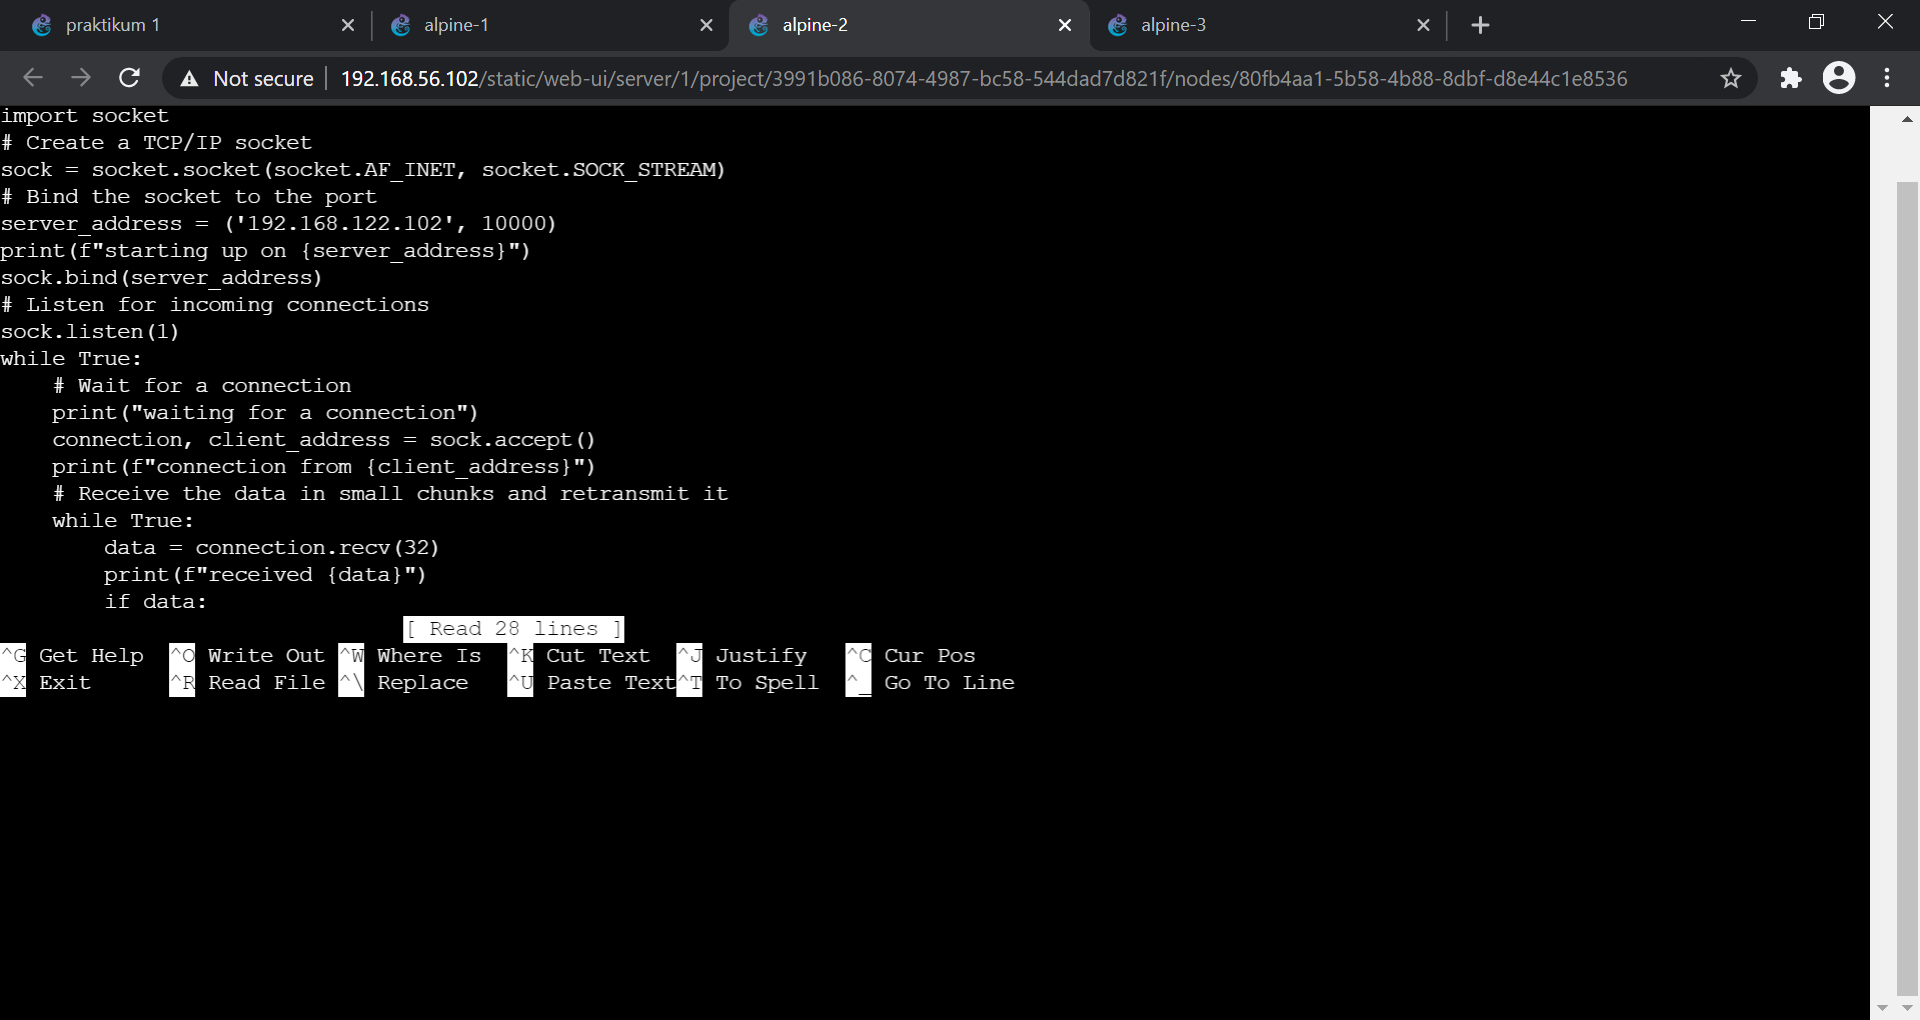 praktikum 1
alpine-1
alpine-2
alpine-3
Not secure | 192.168.56.102/static/web-ui/server/1/project/3991b086-8074-4987-bc58-544dad7d821f/nodes/80fb4aa1-5b58-4b88-8dbf-d8e44c1e8536
import socket
# Create a TCP/IP socket
sock = socket.socket(socket.AF_INET, socket.SOCK_STREAM)
# Bind the socket to the port
server_address = ('192.168.122.102', 10000)
print(f"starting up on {server_address}")
sock.bind(server_address)
# Listen for incoming connections
sock.listen(1)
while True:
    # Wait for a connection
    print("waiting for a connection")
    connection, client_address = sock.accept()
    print(f"connection from {client_address}")
    # Receive the data in small chunks and retransmit it
    while True:
        data = connection.recv(32)
        print(f"received {data}")
        if data:
[ Read 28 lines ]
^G Get Help  ^O Write Out ^W Where Is  ^K Cut Text  ^J Justify   ^C Cur Pos
^X Exit      ^R Read File ^\ Replace   ^U Paste Text^T To Spell  ^_ Go To Line